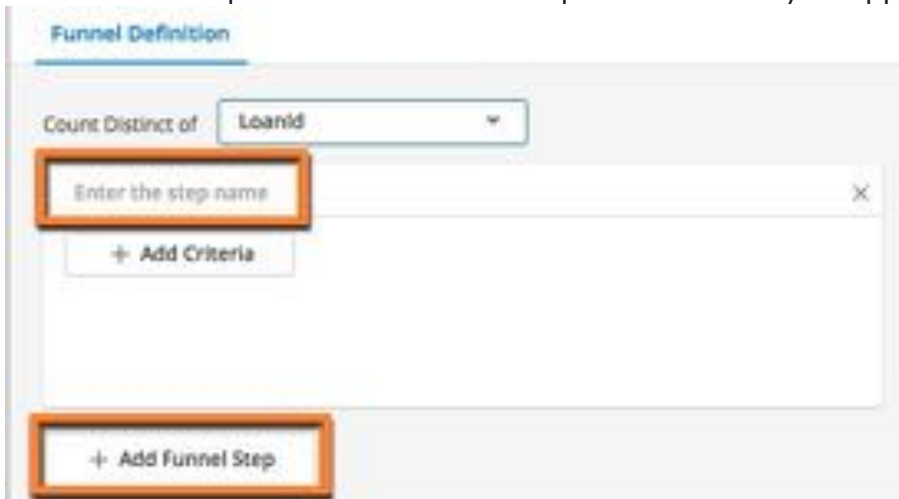 Funnel Definition
Count Distinct of LoanId
Enter the step name ×
+ Add Criteria
+ Add Funnel Step